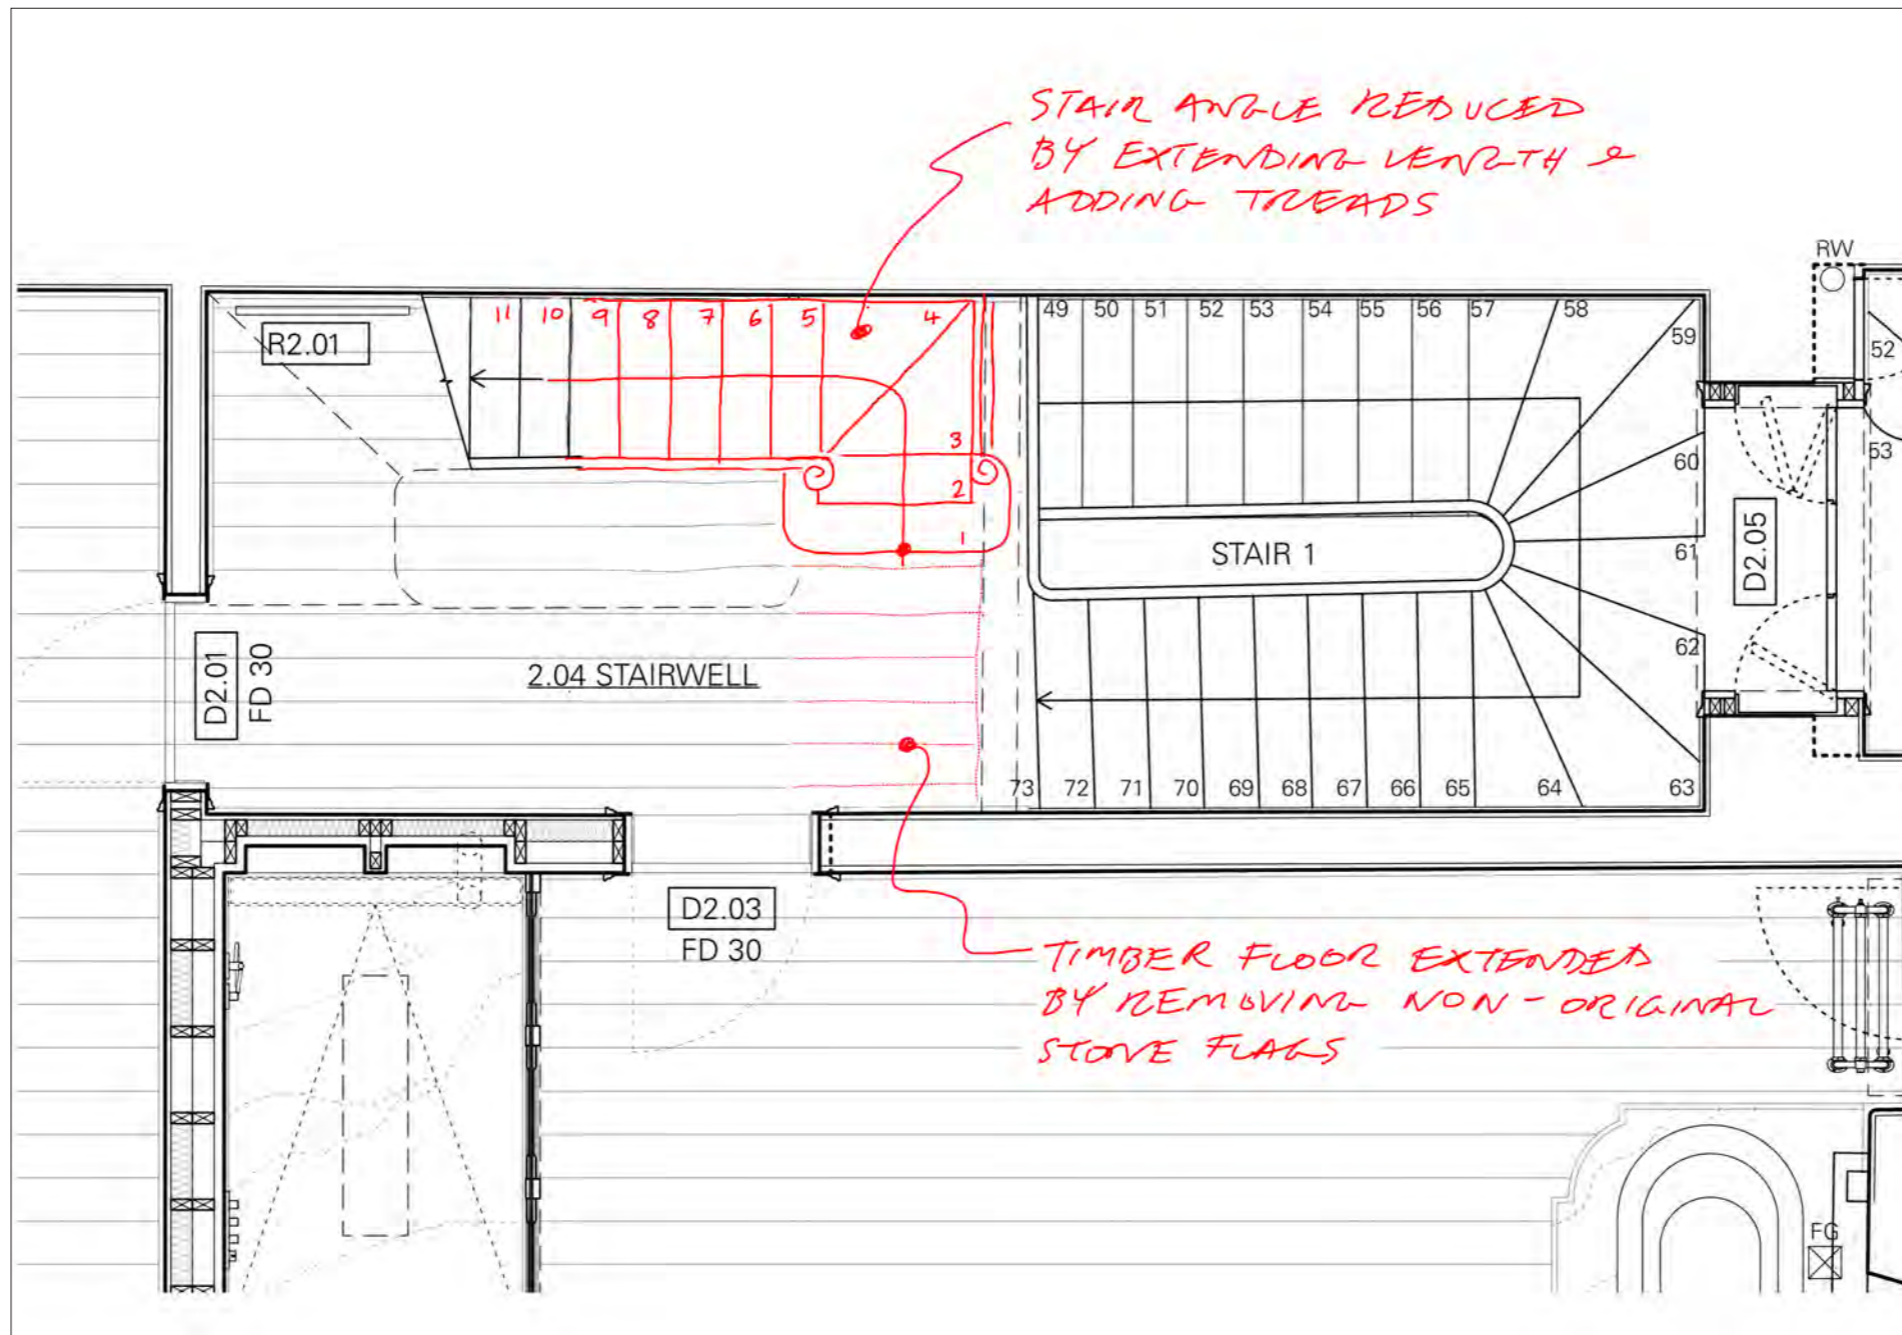 STAIR ANGLE REDUCED
BY EXTENDING LENGTH &
ADDING TREADS
RW
R2.01
11 10 9 8 7 6 5 4
3
2
1
49 50 51 52 53 54 55 56 57 58
59
60
61
62
63
52
53
STAIR 1
D2.05
D2.01
FD 30
2.04 STAIRWELL
73 72 71 70 69 68 67 66 65 64
D2.03
FD 30
TIMBER FLOOR EXTENDED
BY REMOVING NON-ORIGINAL
STONE FLAGS
FG